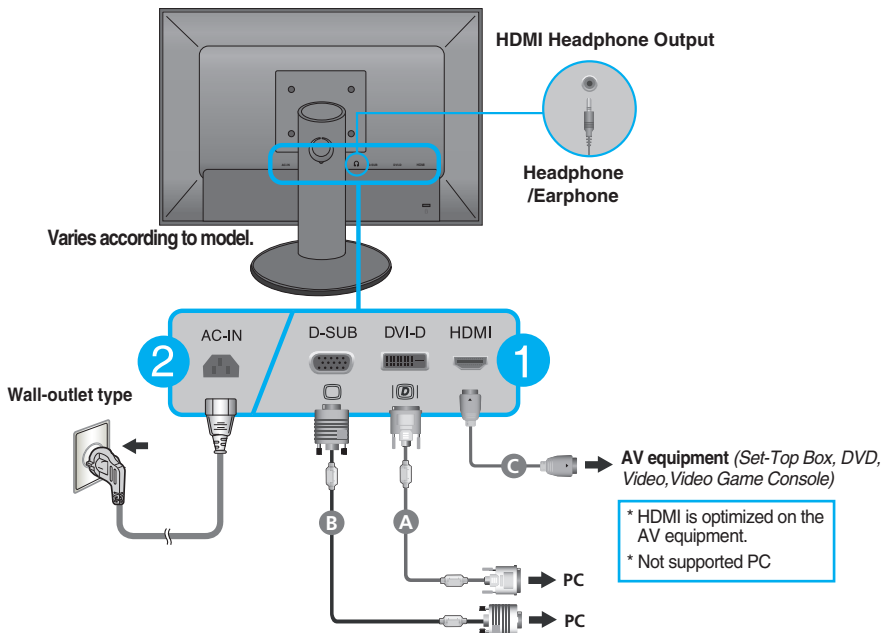 HDMI Headphone Output
Headphone
/Earphone
Varies according to model.
2
AC-IN
D-SUB
DVI-D
HDMI
1
D
Wall-outlet type
C
AV equipment (Set-Top Box, DVD,
Video,Video Game Console)
B
A
* HDMI is optimized on the
AV equipment.
* Not supported PC
PC
PC